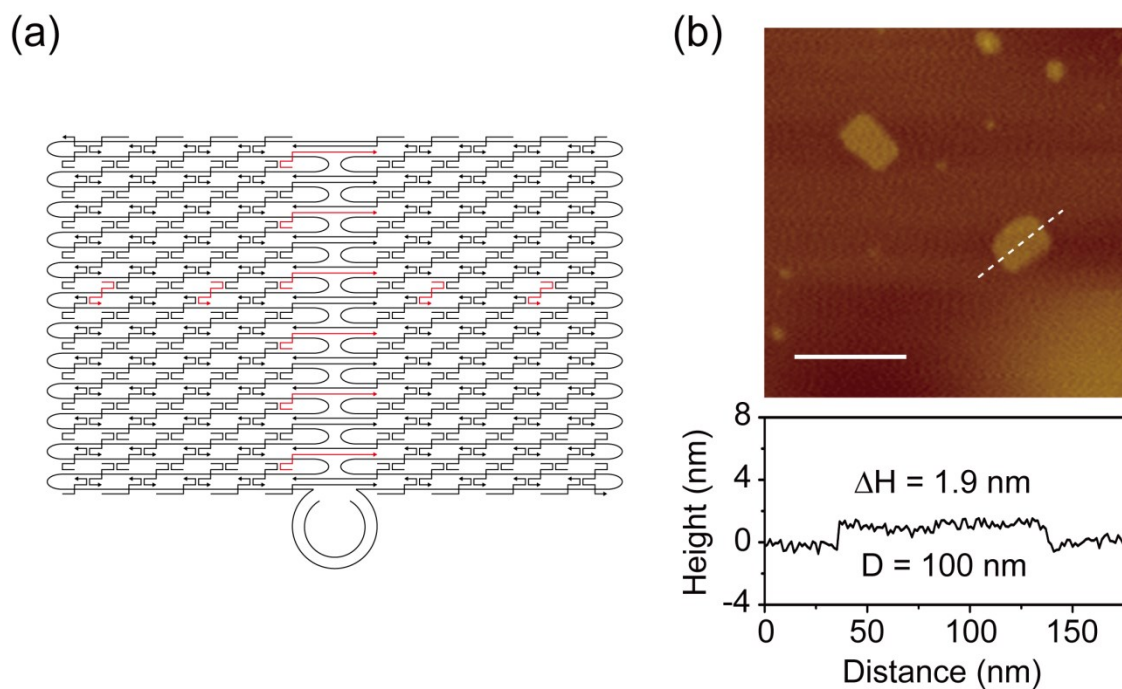 (a)
(b)
8
4
0
-4
Height (nm)
ΔH = 1.9 nm
D = 100 nm
0
50
100
150
Distance (nm)